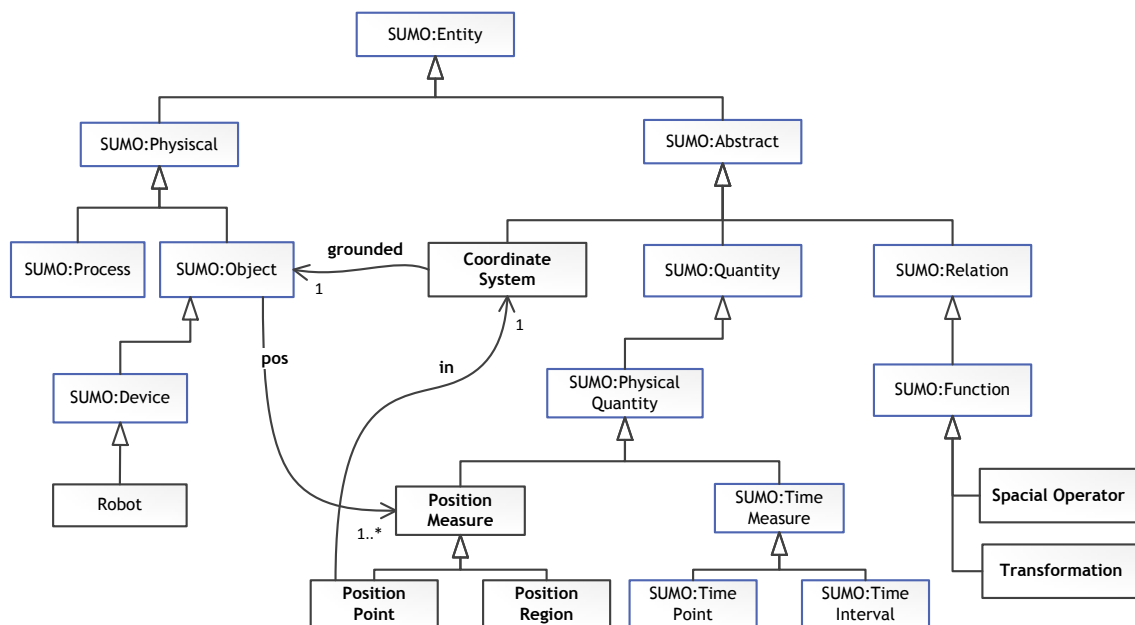 SUMO:Entity
SUMO:Physiscal
SUMO:Abstract
SUMO:Process
SUMO:Object
grounded
1
Coordinate
System
SUMO:Quantity
SUMO:Relation
1
pos
in
SUMO:Device
SUMO:Physical
Quantity
SUMO:Function
Robot
Position
Measure
1..*
SUMO:Time
Measure
Spacial Operator
Transformation
Position
Point
Position
Region
SUMO:Time
Point
SUMO:Time
Interval